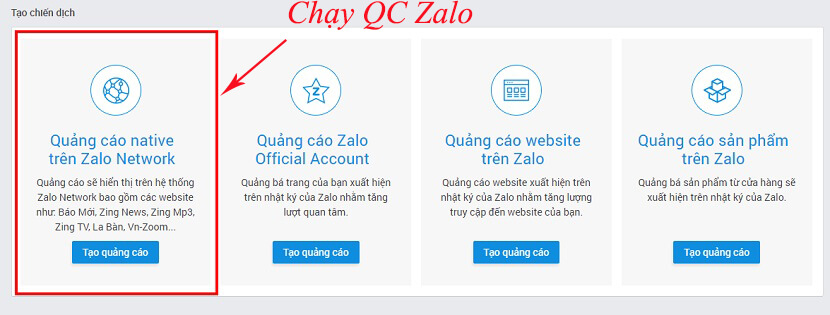 Tạo chiến dịch
Chạy QC Zalo
Quảng cáo native
trên Zalo Network
Quảng cáo sẽ hiển thị trên hệ thống
Zalo Network bao gồm các website
như: Báo Mới, Zing News, Zing Mp3,
Zing TV, La Bàn, Vn-Zoom...
Tạo quảng cáo
Z
Quảng cáo Zalo
Official Account
Quảng bá trang của bạn xuất hiện
trên nhật ký của Zalo nhằm tăng
lượt quan tâm.
Tạo quảng cáo
Quảng cáo website
trên Zalo
Quảng cáo website xuất hiện trên
nhật ký của Zalo nhằm tăng lượng
truy cập đến website của bạn.
Tạo quảng cáo
Quảng cáo sản phẩm
trên Zalo
Quảng bá sản phẩm từ cửa hàng sẽ
xuất hiện trên nhật ký của Zalo.
Tạo quảng cáo